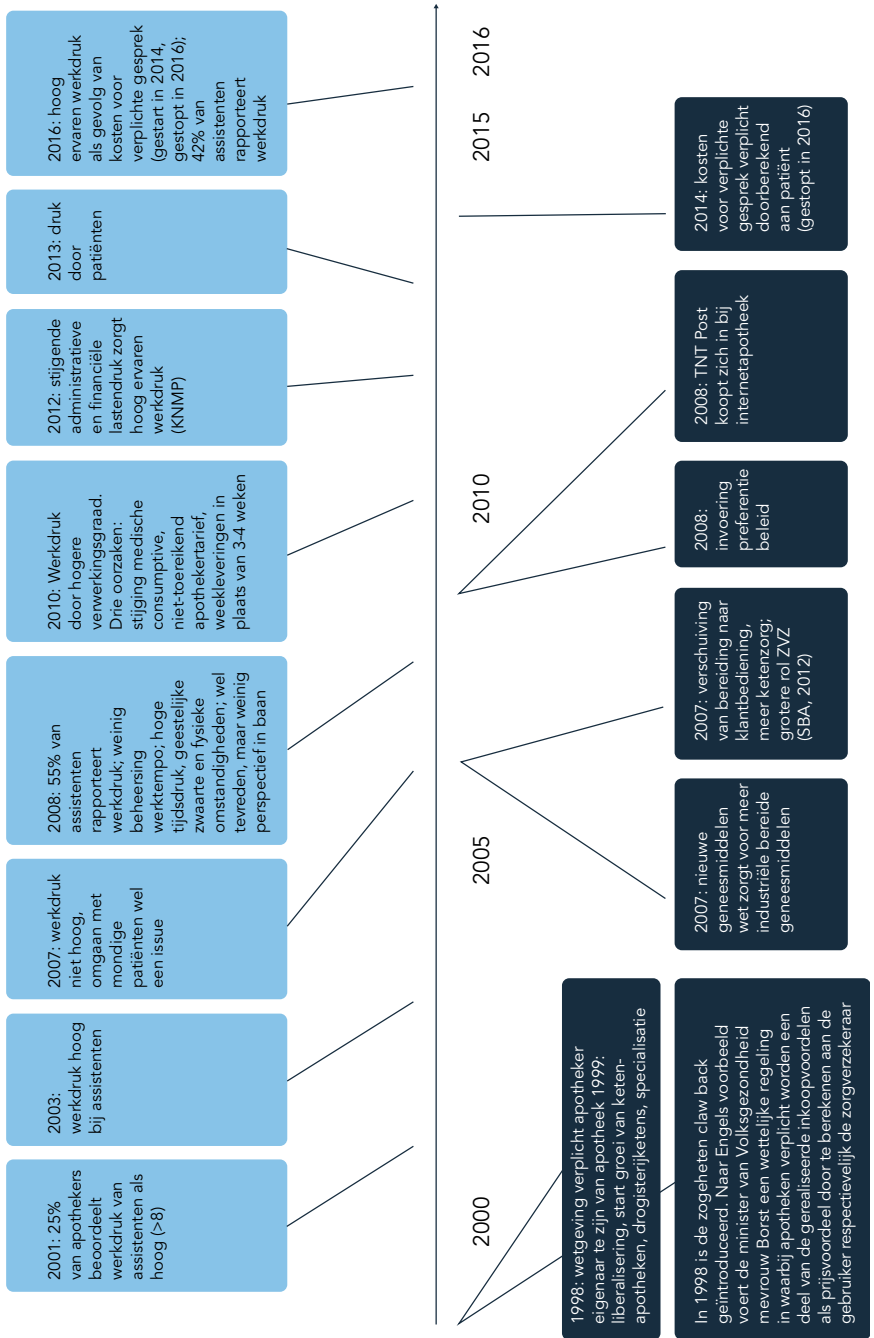 2001: 25%
van apothekers
beoordeelt
werkdruk van
assistenten als
hoog (>8)
2003:
werkdruk hoog
bij assistenten
2007: werkdruk
niet hoog,
omgaan met
mondige
patiënten wel
een issue
2008: 55% van
assistenten
rapporteert
werkdruk; weinig
beheersing
werktempo; hoge
tijdsdruk, geestelijke
zwaarte en fysieke
omstandigheden; wel
tevreden, maar weinig
perspectief in baan
2010: Werkdruk
door hogere
verwerkingsgraad.
Drie oorzaken:
stijging medische
consumptive,
niet-toereikend
apothekertarief,
weekleveringen in
plaats van 3-4 weken
2012: stijgende
administratieve
en financiële
lastendruk zorgt
hoog ervaren
werkdruk
(KNMP)
2013: druk
door
patiënten
2016: hoog
ervaren werkdruk
als gevolg van
kosten voor
verplichte gesprek
(gestart in 2014,
gestopt in 2016);
42% van
assistenten
rapporteert
werkdruk
2000
2005
2010
2015
2016
1998: wetgeving verplicht apotheker
eigenaar te zijn van apotheek 1999:
liberalisering, start groei van keten-
apotheken, drogisterijketens, specialisatie
In 1998 is de zogeheten claw back
geïntroduceerd. Naar Engels voorbeeld
voert de minister van Volksgezondheid
mevrouw Borst een wettelijke regeling
in waarbij apotheken verplicht worden een
deel van de gerealiseerde inkoopvoordelen
als prijsvoordeel door te berekenen aan de
gebruiker respectievelijk de zorgverzekeraar
2007: nieuwe
geneesmiddelen
wet zorgt voor meer
industriële bereide
geneesmiddelen
2007: verschuiving
van bereiding naar
klantbediening,
meer ketenzorg;
grotere rol ZVZ
(SBA, 2012)
2008:
invoering
preferentie
beleid
2008: TNT Post
koopt zich in bij
internetapotheek
2014: kosten
voor verplichte
gesprek verplicht
doorberekend
aan patiënt
(gestopt in 2016)